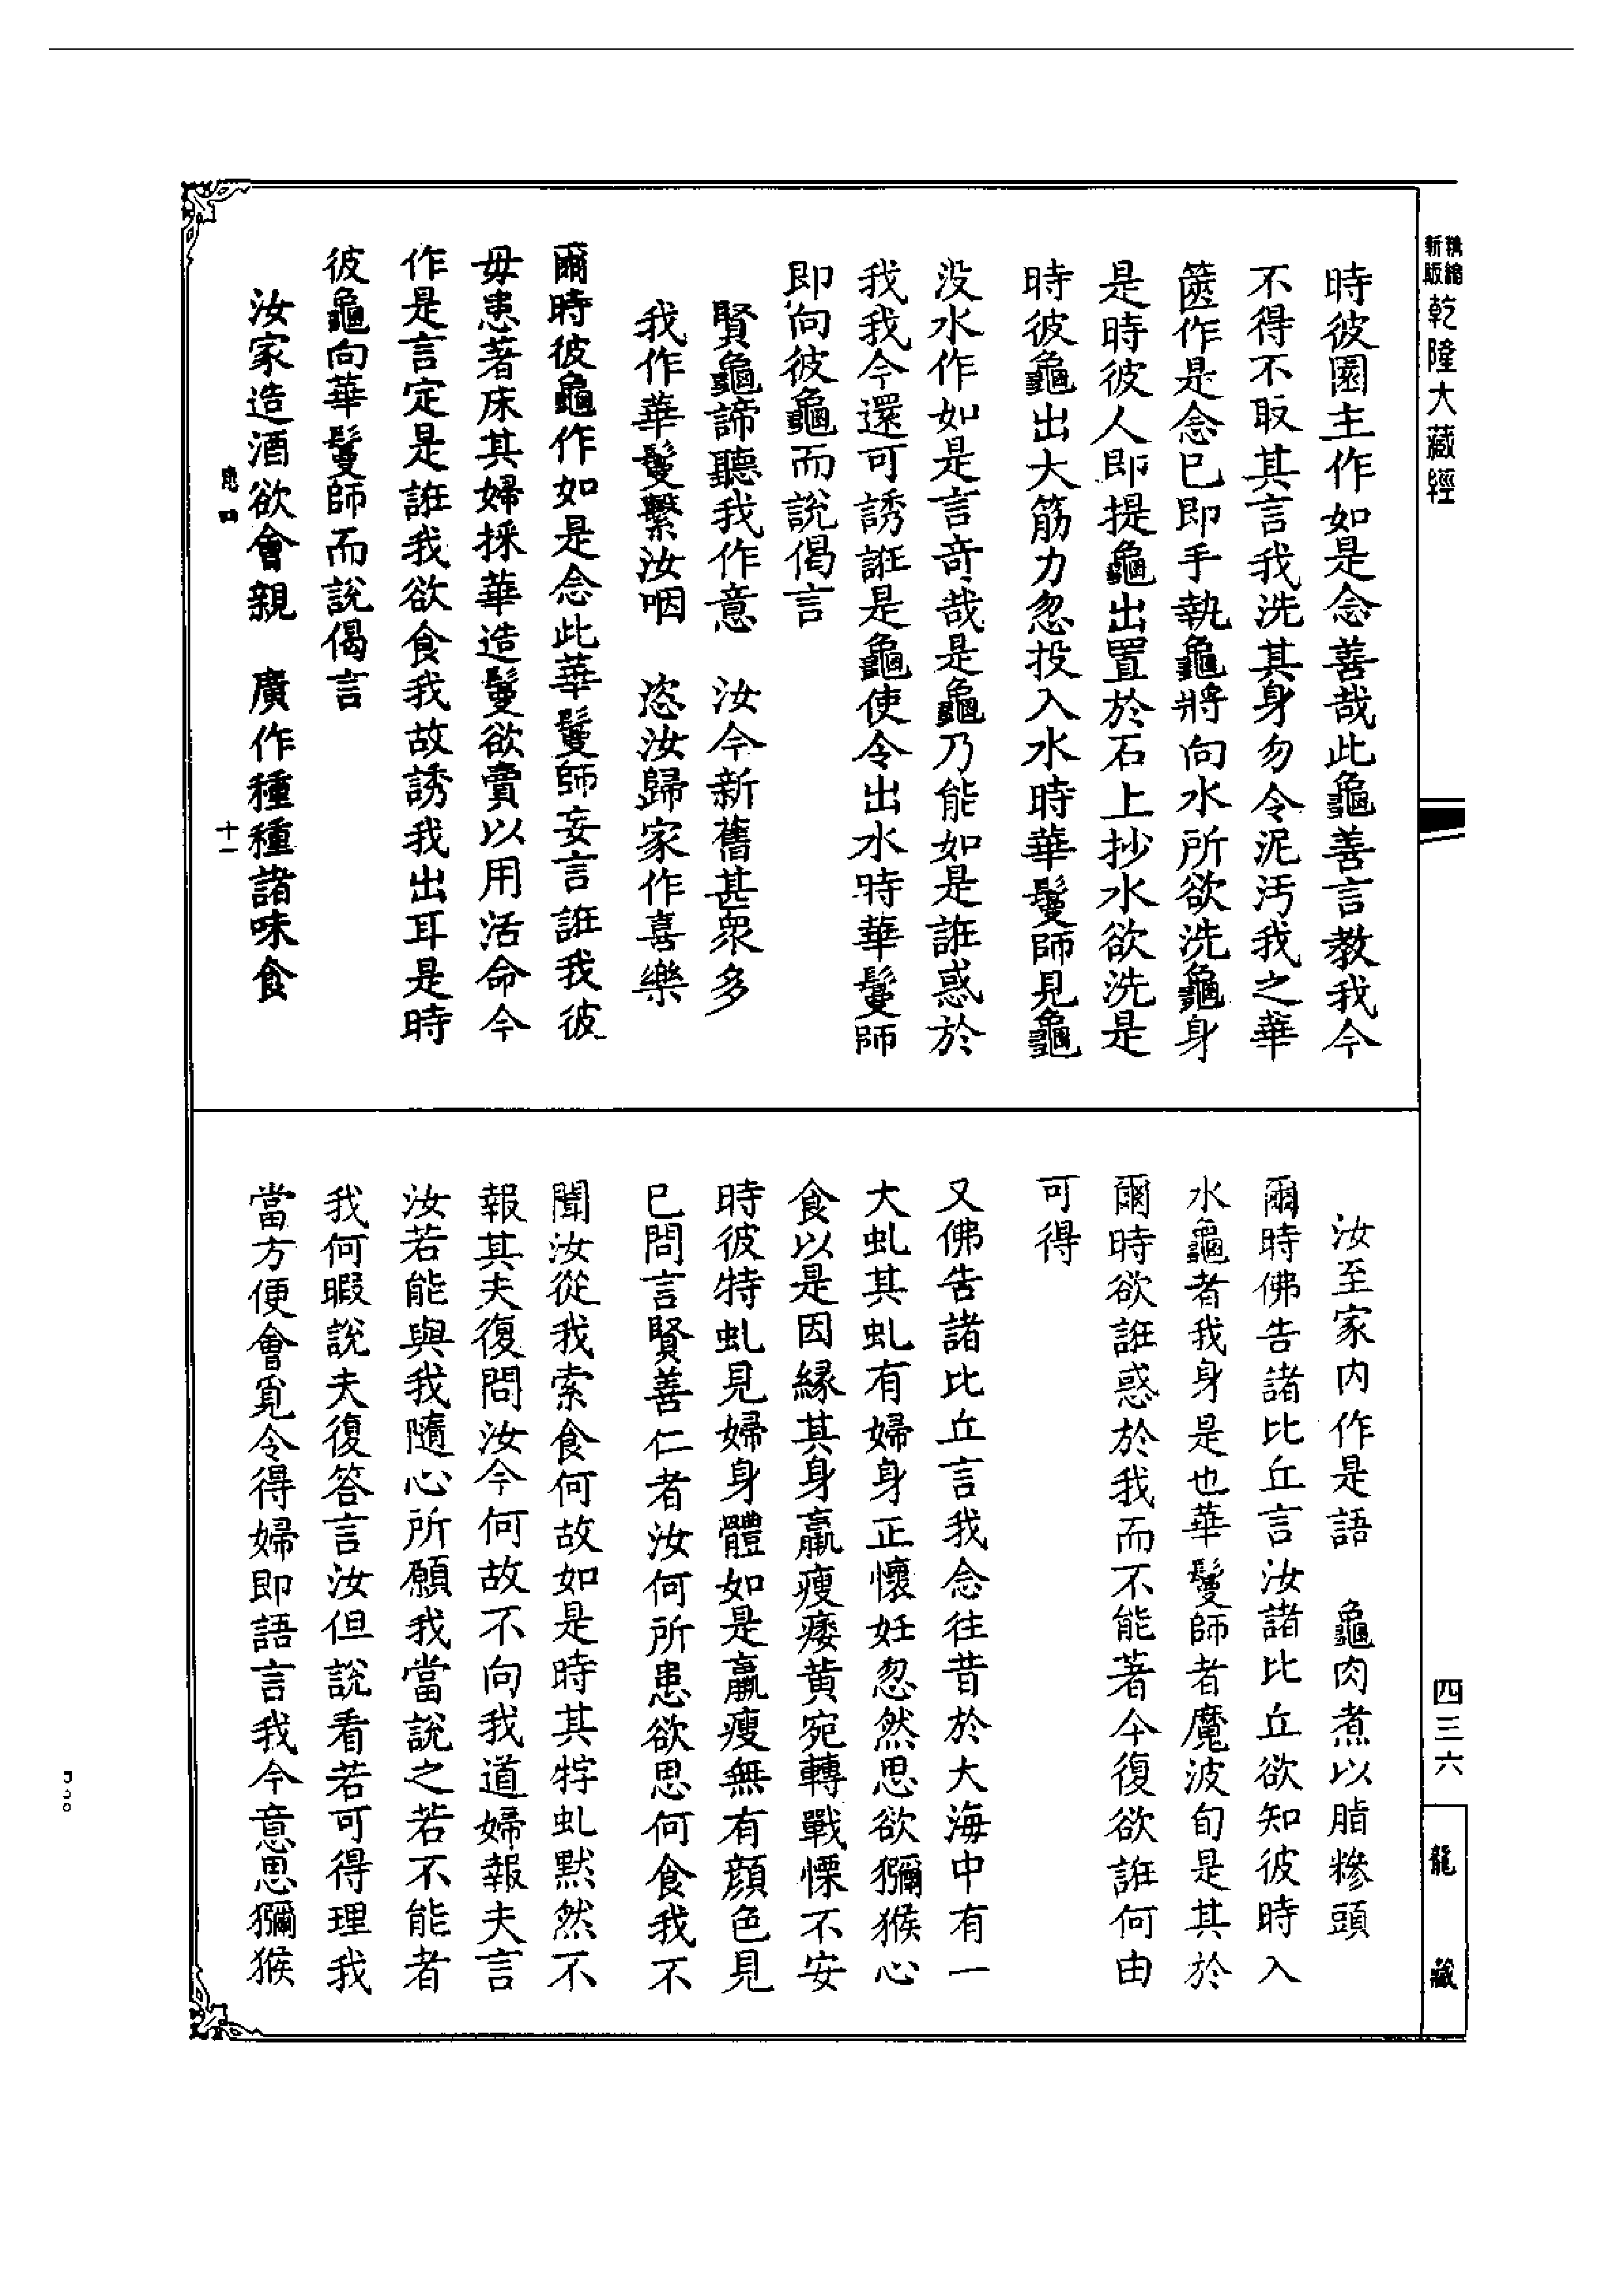 精縮新版乾隆大藏經
時彼園主作如是念善哉此龜善言教我今
不得不取其言我洗其身勿令泥污我之華
篋作是念已即手執龜將向水所欲洗龜身
是時彼人即提龜出置於石上抄水欲洗是
時彼龜出大筋力忽投入水時華鬘師見龜
沒水作如是言奇哉是龜乃能如是誑惑於
我我今還可誘誑是龜使令出水時華鬘師
即向彼龜而說偈言
賢龜諦聽我作意　汝今新舊甚眾多
我作華鬘繫汝咽　恣汝歸家作喜樂
爾時彼龜作如是念此華鬘師妄言誑我彼
毋患著床其婦採華造鬘欲賣以用活命今
作是言定是誑我欲食我故誘我出耳是時
彼龜向華鬘師而說偈言
汝家造酒欲會親　廣作種種諸味食
十一
汝至家內作是語　龜肉煮以脂糝頭
爾時佛告諸比丘言汝諸比丘欲知彼時入
水龜者我身是也華鬘師者魔波旬是其於
爾時欲誑惑於我而不能著今復欲誑何由
可得
又佛告諸比丘言我念往昔於大海中有一
大虬其虬有婦身正懷妊忽然思欲獼猴心
食以是因緣其身羸瘦痿黃宛轉戰慄不安
時彼特虬見婦身體如是羸瘦無有顏色見
已問言賢善仁者汝何所患欲思何食我不
聞汝從我索食何故如是時其牸虬默然不
報其夫復問汝今何故不向我道婦報夫言
汝若能與我隨心所願我當說之若不能者
我何暇說夫復答言汝但說看若可得理我
當方便會覓令得婦即語言我今意思獼猴
四三六
龍藏